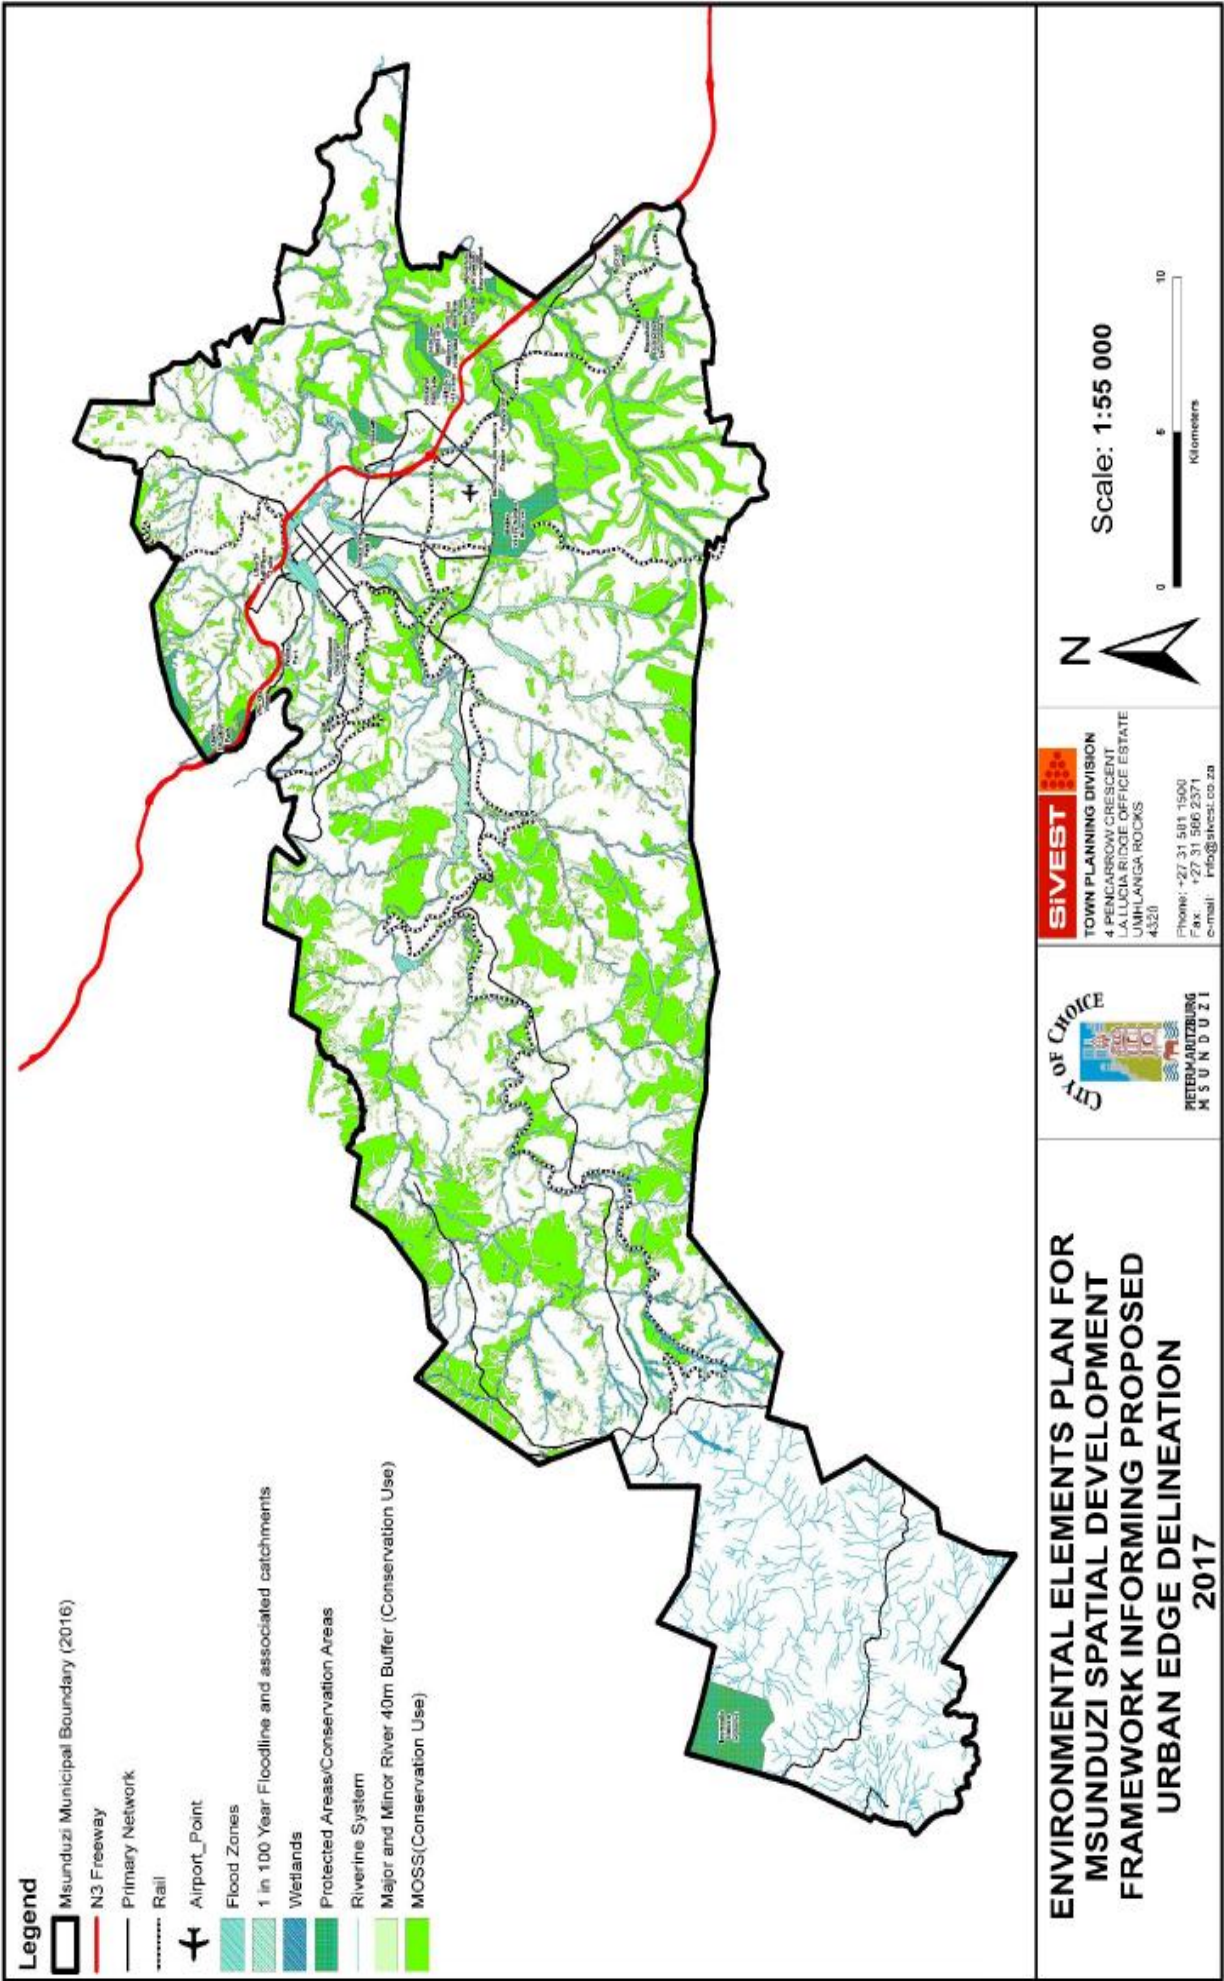 Legend
Msunduzi Municipal Boundary (2016)
N3 Freeway
Primary Network
Rail
Airport_Point
Flood Zones
1 in 100 Year Floodline and associated catchments
Wetlands
Protected Areas/Conservation Areas
Riverine System
Major and Minor River 40m Buffer (Conservation Use)
MOSS(Conservation Use)
ENVIRONMENTAL ELEMENTS PLAN FOR
MSUNDUZI SPATIAL DEVELOPMENT
FRAMEWORK INFORMING PROPOSED
URBAN EDGE DELINEATION
2017
CITY OF CHOICE
PIETERMARITZBURG
MSUNDUZI
SiVEST
TOWN PLANNING DIVISION
4 PENCARROW CRESCENT
LA LUCIA RIDGE OFFICE ESTATE
UMHLANGA ROCKS
4320
Phone: +27 31 581 1500
Fax: +27 31 566 2371
e-mail: info@sivest.co.za
N
Scale: 1:55 000
0 5 10
Kilometers